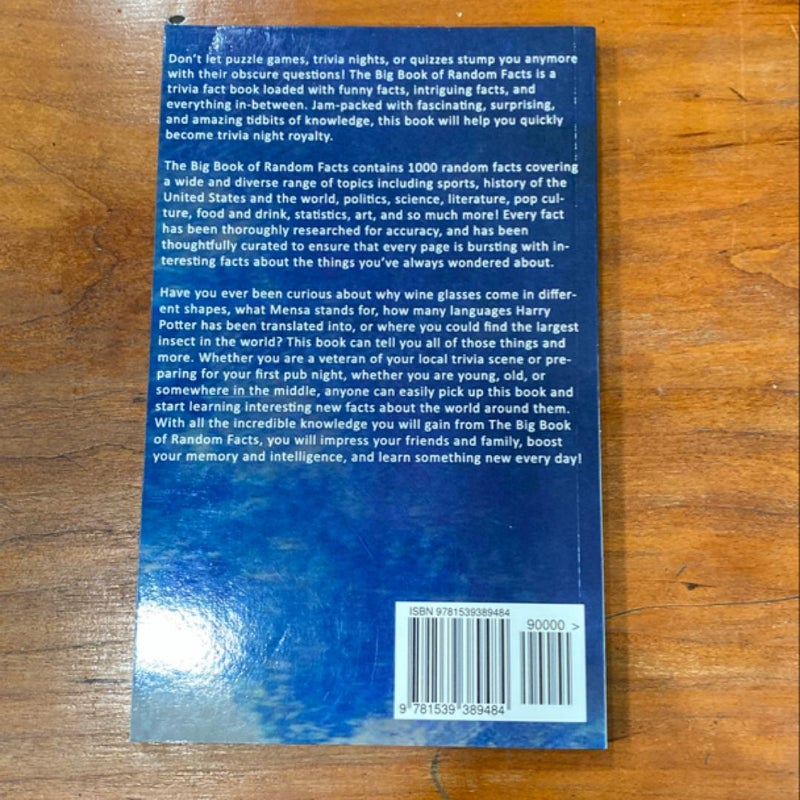 Don't let puzzle games, trivia nights, or quizzes stump you anymore
with their obscure questions! The Big Book of Random Facts is a
trivia fact book loaded with funny facts, intriguing facts, and
everything in-between. Jam-packed with fascinating, surprising,
and amazing tidbits of knowledge, this book will help you quickly
become trivia night royalty.
The Big Book of Random Facts contains 1000 random facts covering
a wide and diverse range of topics including sports, history of the
United States and the world, politics, science, literature, pop cul-
ture, food and drink, statistics, art, and so much more! Every fact
has been thoroughly researched for accuracy, and has been
thoughtfully curated to ensure that every page is bursting with in-
teresting facts about the things you've always wondered about.
Have you ever been curious about why wine glasses come in differ-
ent shapes, what Mensa stands for, how many languages Harry
Potter has been translated into, or where you could find the largest
insect in the world? This book can tell you all of those things and
more. Whether you are a veteran of your local trivia scene or pre-
paring for your first pub night, whether you are young, old, or
somewhere in the middle, anyone can easily pick up this book and
start learning interesting new facts about the world around them.
With all the incredible knowledge you will gain from The Big Book
of Random Facts, you will impress your friends and family, boost
your memory and intelligence, and learn something new every day!
ISBN 9781539389484
90000 >
9 781539 389484